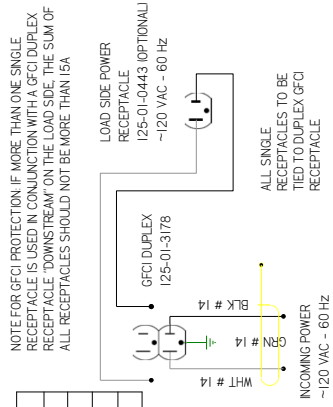 NOTE FOR GFCI PROTECTION: IF MORE THAN ONE SINGLE
RECEPTACLE IS USED IN CONJUNCTION WITH A GFCI DUPLEX
RECEPTACLE "DOWNSTREAM" ON THE LOAD SIDE, THE SUM OF
ALL RECEPTACLES SHOULD NOT BE MORE THAN 15A
LOAD SIDE POWER
RECEPTACLE
125-01-0443 (OPTIONAL)
~120 VAC - 60 Hz
GFCI DUPLEX
125-01-3178
ALL SINGLE
RECEPTACLES TO BE
TIED TO DUPLEX GFCI
RECEPTACLE
WHT # 14
GRN # 14
BLK # 14
INCOMING POWER
~120 VAC - 60 Hz